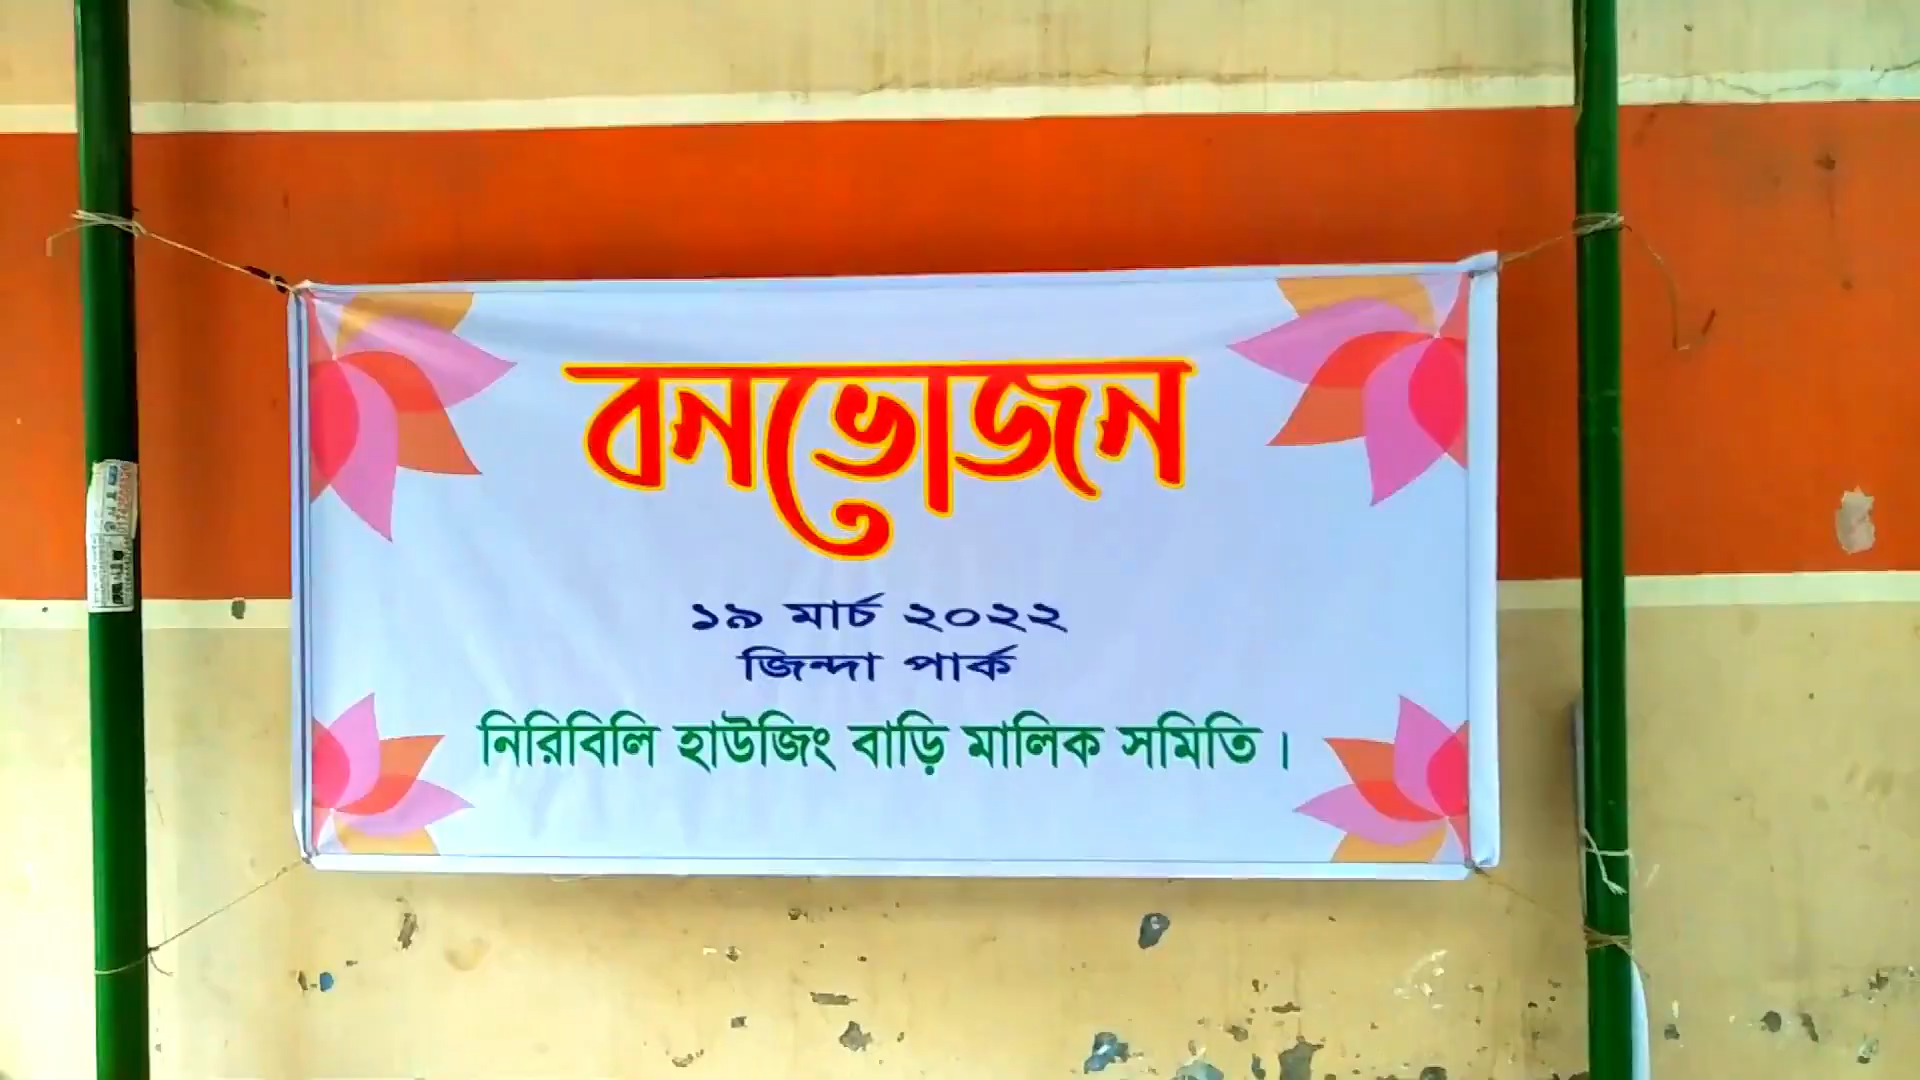 বনভোজন
১৯ মার্চ ২০২২
জিন্দা পার্ক
নিরিবিলি হাউজিং বাড়ি মালিক সমিতি।